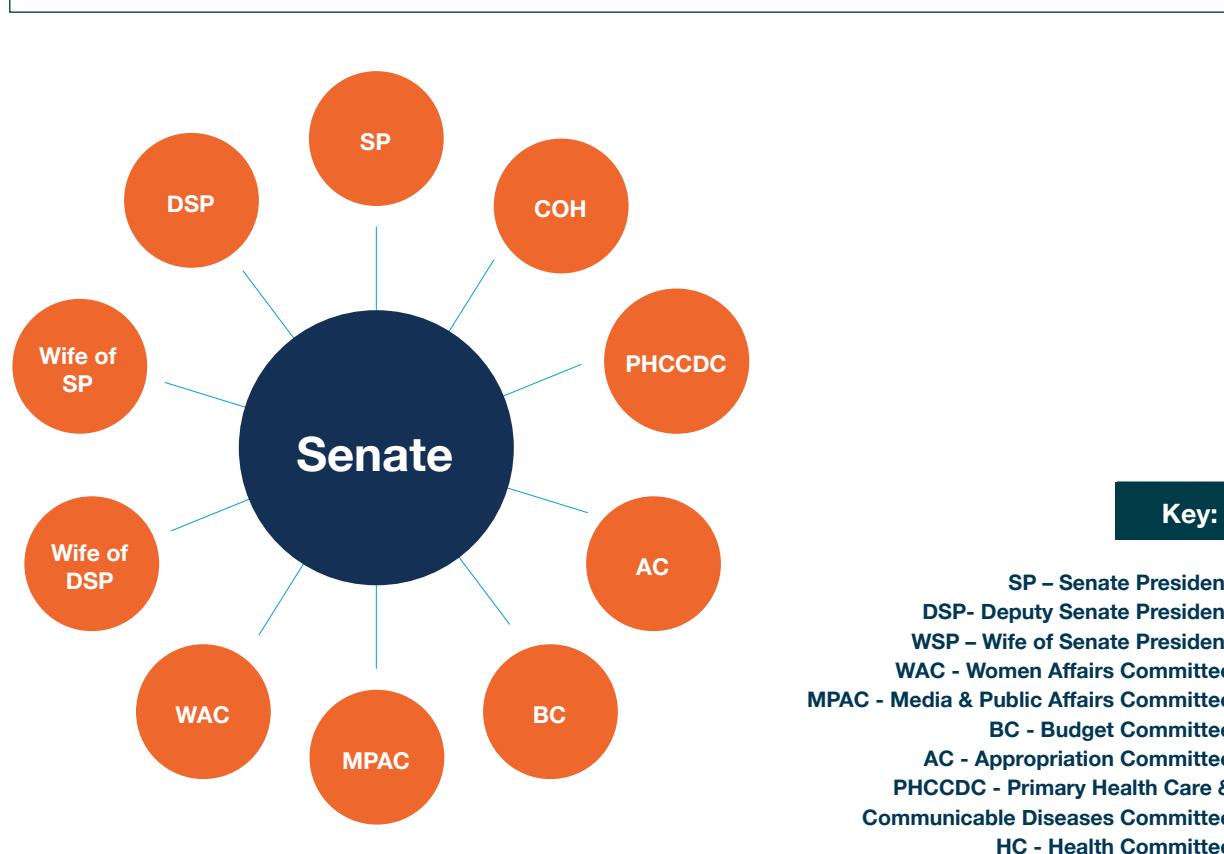 SP
DSP
COH
Wife of
SP
PHCCDC
Senate
Wife of
DSP
AC
WAC
BC
MPAC
Key:
SP – Senate Presiden
DSP- Deputy Senate Presiden
WSP – Wife of Senate Presiden
WAC - Women Affairs Committe
MPAC - Media & Public Affairs Committe
BC - Budget Committe
AC - Appropriation Committe
PHCCDC - Primary Health Care &
Communicable Diseases Committe
HC - Health Committe